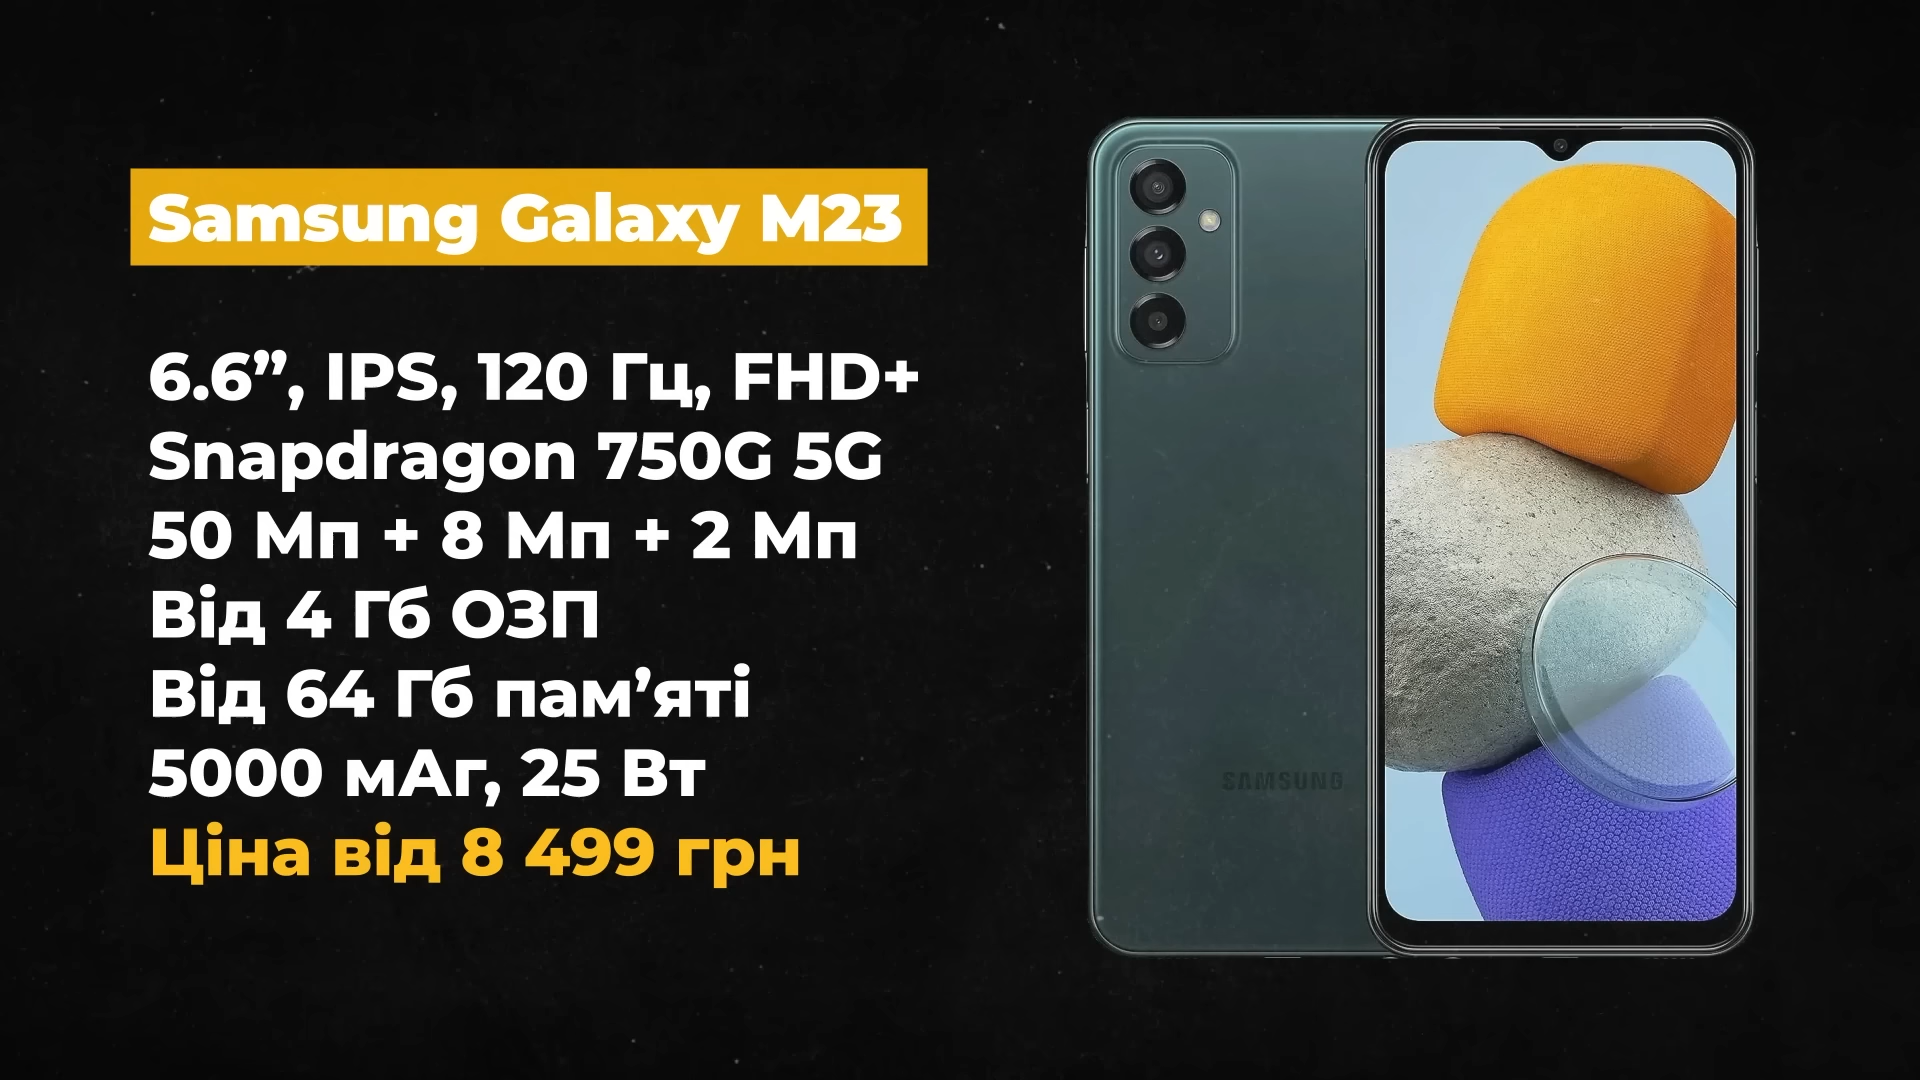 Samsung Galaxy M23
6.6”, IPS, 120 Гц, FHD+
Snapdragon 750G 5G
50 Мп + 8 Мп + 2 Мп
Від 4 Гб ОЗП
Від 64 Гб пам’яті
5000 мАг, 25 Вт
Ціна від 8 499 грн
SAMSUNG